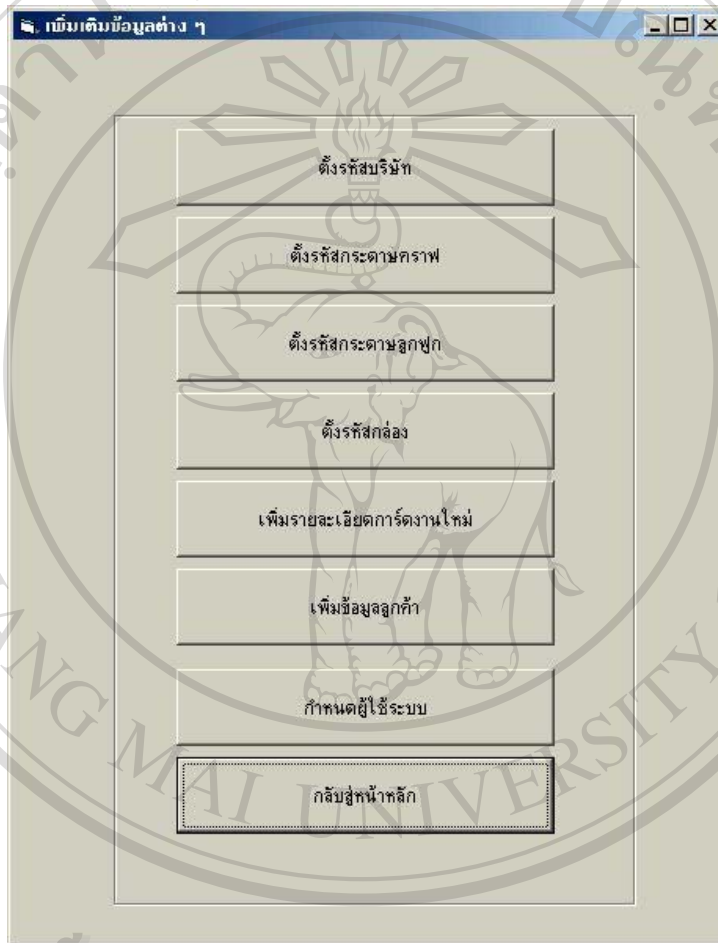 เพิ่มเติมข้อมูลต่าง ๆ
ตั้งรหัสบริษัท
ตั้งรหัสกระดาษคราฟ
ตั้งรหัสกระดาษลูกฟูก
ตั้งรหัสกล่อง
เพิ่มรายละเอียดการ์ดงานใหม่
เพิ่มข้อมูลลูกค้า
กำหนดผู้ใช้ระบบ
กลับสู่หน้าหลัก
ANG MAI UNIVERSITY